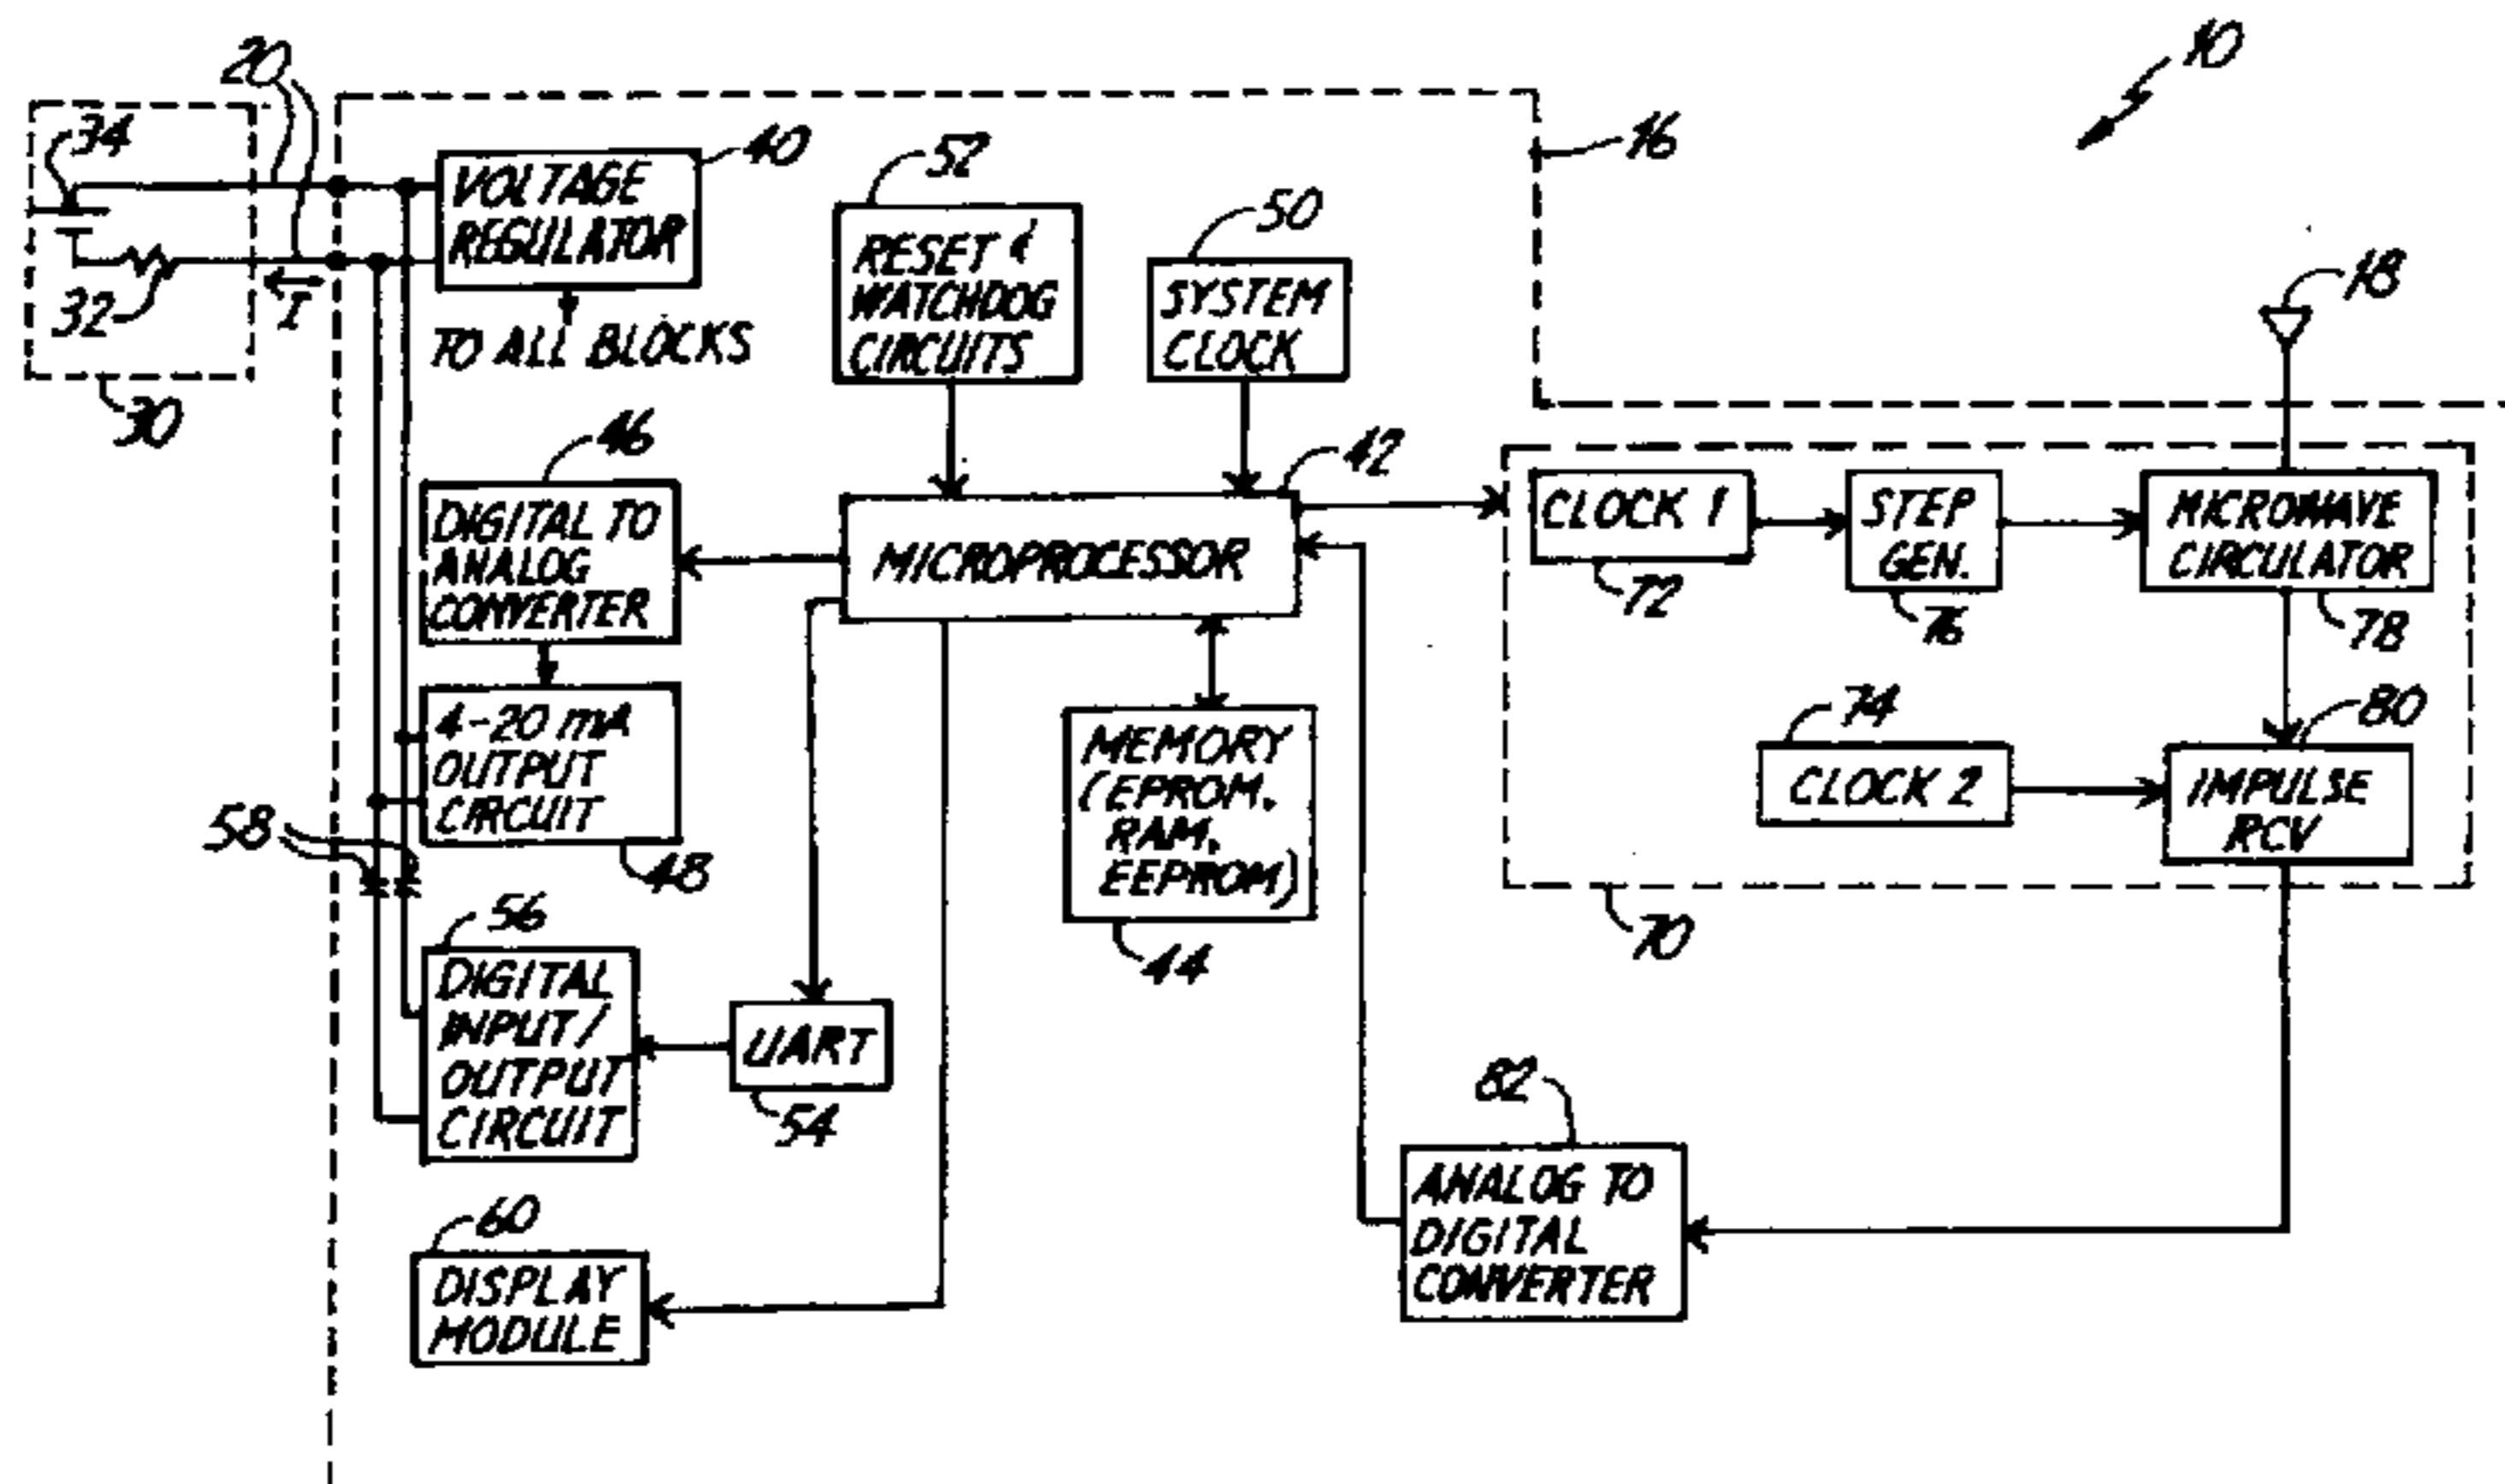 10
20
34
16
40
VOLTAGE
REGULATOR
52
50
RESET &
WATCHDOG
CIRCUITS
SYSTEM
CLOCK
18
32
I
TO ALL BLOCKS
30
46
42
DIGITAL TO
ANALOG
CONVERTER
MICROPROCESSOR
CLOCK 1
STEP
GEN.
MICROWAVE
CIRCULATOR
72
76
78
4-20 mA
OUTPUT
CIRCUIT
48
58
MEMORY
(EPROM.
RAM.
EEPROM)
44
74
CLOCK 2
80
IMPULSE
RCV
70
56
DIGITAL
INPUT/
OUTPUT
CIRCUIT
UART
54
82
ANALOG TO
DIGITAL
CONVERTER
60
DISPLAY
MODULE